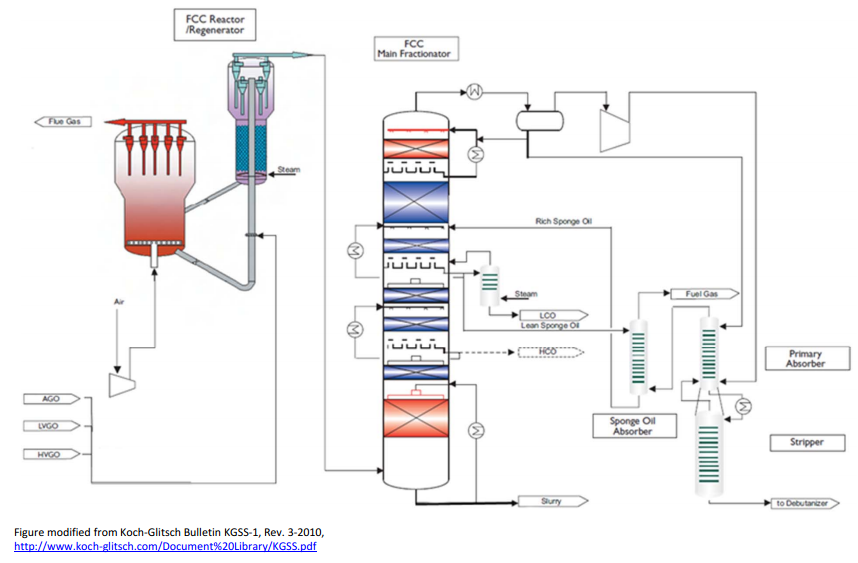 FCC Reactor
/Regenerator
FCC
Main Fractionator
Flue Gas
Steam
Rich Sponge Oil
Air
Steam
Fuel Gas
LCO
Lean Sponge Oil
HCO
Primary
Absorber
AGO
LVGO
HVGO
Sponge Oil
Absorber
Stripper
Slurry
to Debutanizer
Figure modified from Koch-Glitsch Bulletin KGSS-1, Rev. 3-2010,
http://www.koch-glitsch.com/Document%20Library/KGSS.pdf